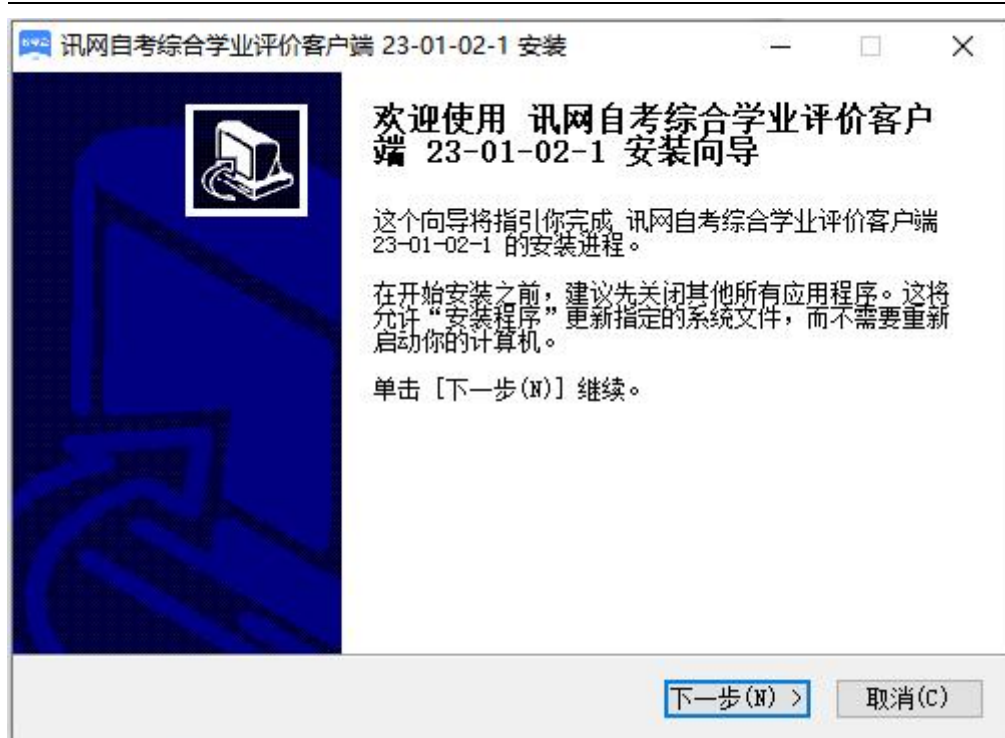 讯网自考综合学业评价客户端 23-01-02-1 安装
欢迎使用 讯网自考综合学业评价客户
端 23-01-02-1 安装向导
这个向导将指引你完成 讯网自考综合学业评价客户端
23-01-02-1 的安装进程。
在开始安装之前，建议先关闭其他所有应用程序。这将
允许“安装程序”更新指定的系统文件，而不需要重新
启动你的计算机。
单击 [下一步(N)] 继续。
下一步(N) >
取消(C)